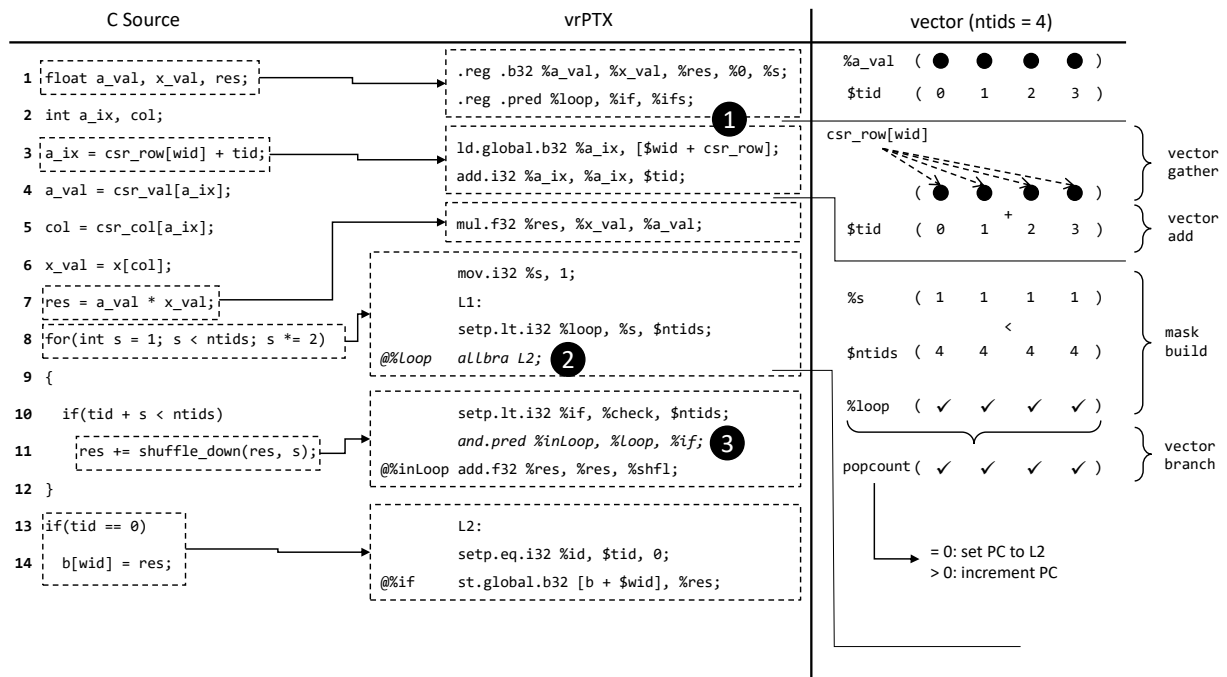 C Source
vrPTX
vector (ntids = 4)
1 float a_val, x_val, res;
2 int a_ix, col;
3 a_ix = csr_row[wid] + tid;
4 a_val = csr_val[a_ix];
5 col = csr_col[a_ix];
6 x_val = x[col];
7 res = a_val * x_val;
8 for(int s = 1; s < ntids; s *= 2)
9 {
10 if(tid + s < ntids)
11 res += shuffle_down(res, s);
12 }
13 if(tid == 0)
14 b[wid] = res;
.reg .b32 %a_val, %x_val, %res, %0, %s;
.reg .pred %loop, %if, %ifs;
1
ld.global.b32 %a_ix, [$wid + csr_row];
add.i32 %a_ix, %a_ix, $tid;
mul.f32 %res, %x_val, %a_val;
mov.i32 %s, 1;
L1:
setp.lt.i32 %loop, %s, $ntids;
@%loop allbra L2; 2
setp.lt.i32 %if, %check, $ntids;
and.pred %inLoop, %loop, %if; 3
@%inLoop add.f32 %res, %res, %shfl;
L2:
setp.eq.i32 %id, $tid, 0;
@%if st.global.b32 [b + $wid], %res;
%a_val ( )
$tid ( 0 1 2 3 )
csr_row[wid]
( )
+
$tid ( 0 1 2 3 )
vector
gather
vector
add
%s ( 1 1 1 1 )
<
$ntids ( 4 4 4 4 )
%loop ( ✓ ✓ ✓ ✓ )
mask
build
popcount ( ✓ ✓ ✓ ✓ )
vector
branch
= 0: set PC to L2
> 0: increment PC